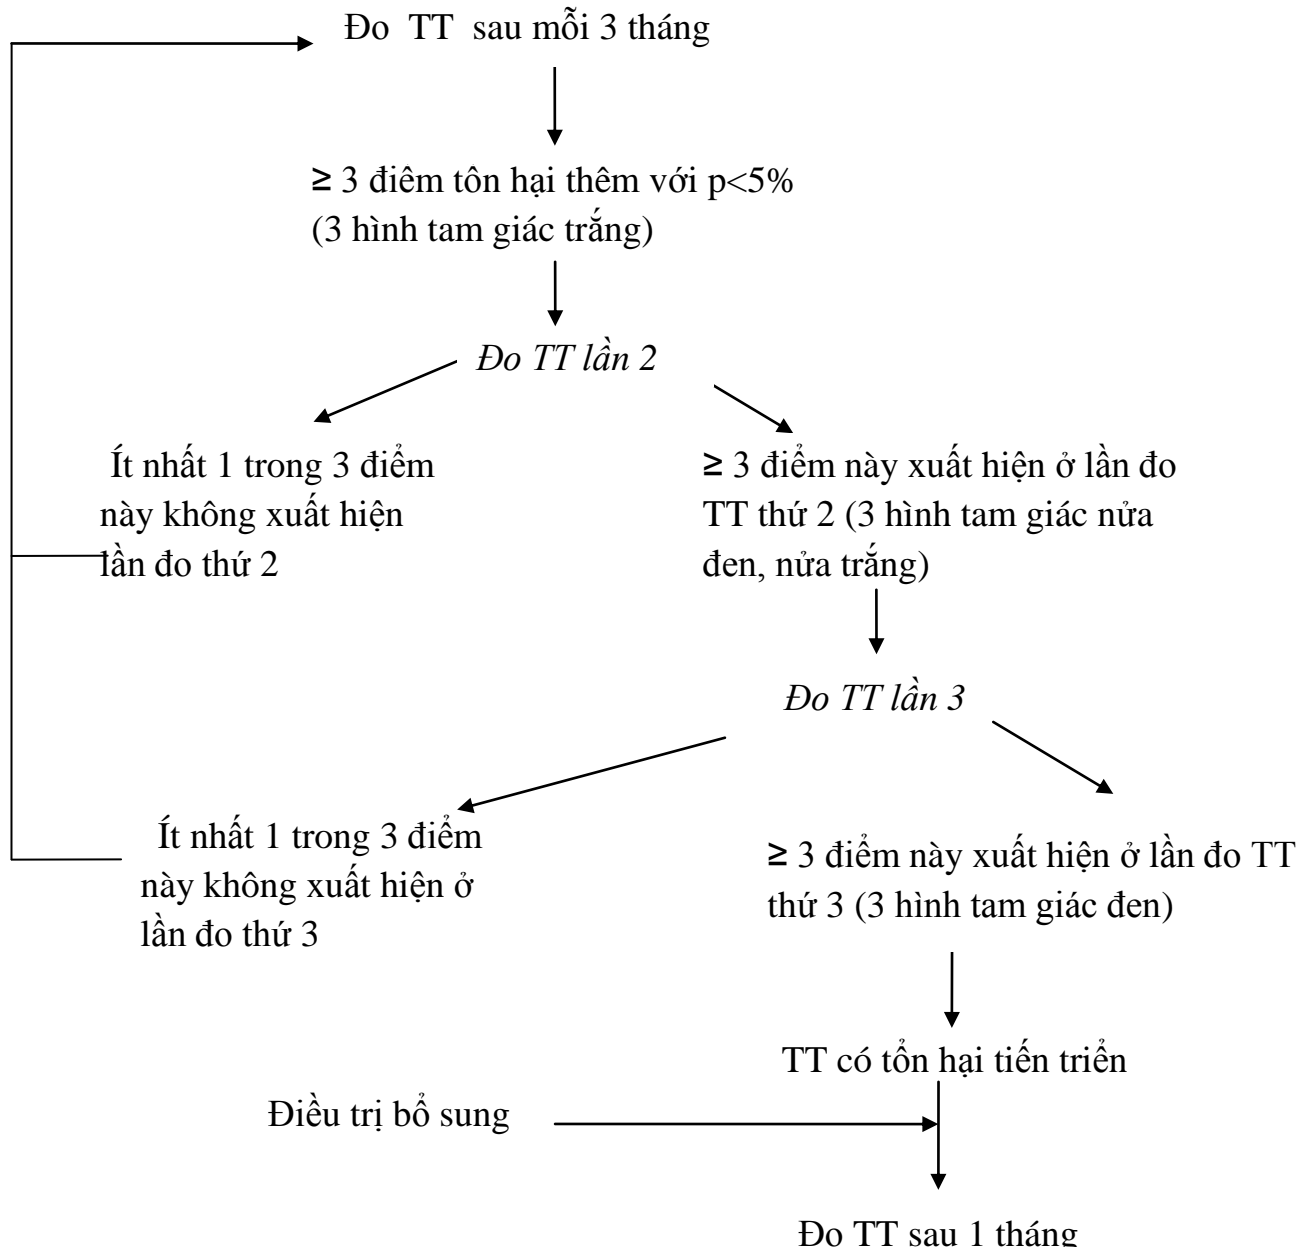 Đo TT sau mỗi 3 tháng
≥ 3 điêm tôn hại thêm với p<5%
(3 hình tam giác trắng)
Đo TT lần 2
Ít nhất 1 trong 3 điểm
này không xuất hiện
lần đo thứ 2
≥ 3 điểm này xuất hiện ở lần đo
TT thứ 2 (3 hình tam giác nửa
đen, nửa trắng)
Đo TT lần 3
Ít nhất 1 trong 3 điểm
này không xuất hiện ở
lần đo thứ 3
≥ 3 điểm này xuất hiện ở lần đo TT
thứ 3 (3 hình tam giác đen)
TT có tổn hại tiến triển
Điều trị bổ sung
Đo TT sau 1 tháng